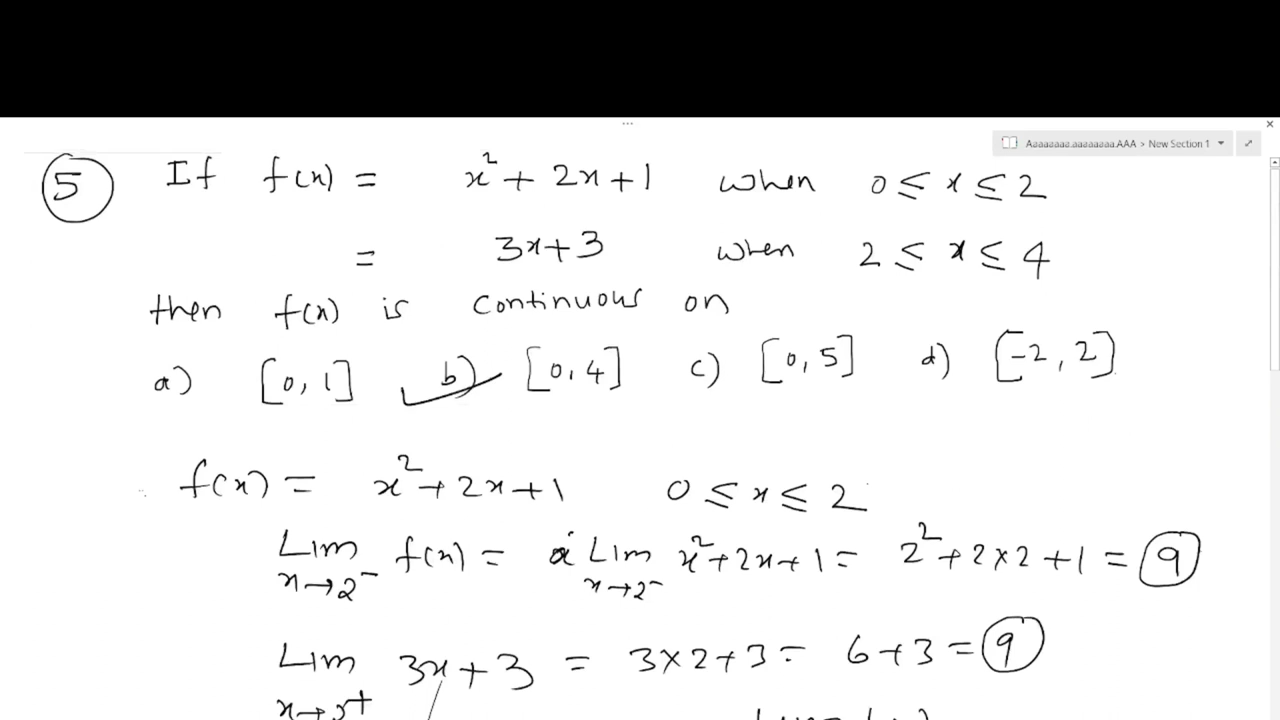 Aaaaaaaa.aaaaaaaa.AAA > New Section 1
5 If f(x) = x² + 2x + 1 when 0 ≤ x ≤ 2
= 3x + 3 when 2 ≤ x ≤ 4
then f(x) is continuous on
a) [0, 1] b) [0, 4] c) [0, 5] d) [-2, 2]
f(x) = x² + 2x + 1 0 ≤ x ≤ 2
Lim f(x) = Lim x² + 2x + 1 = 2² + 2 × 2 + 1 = 9
x→2⁻ x→2⁻
Lim 3x + 3 = 3 × 2 + 3 = 6 + 3 = 9